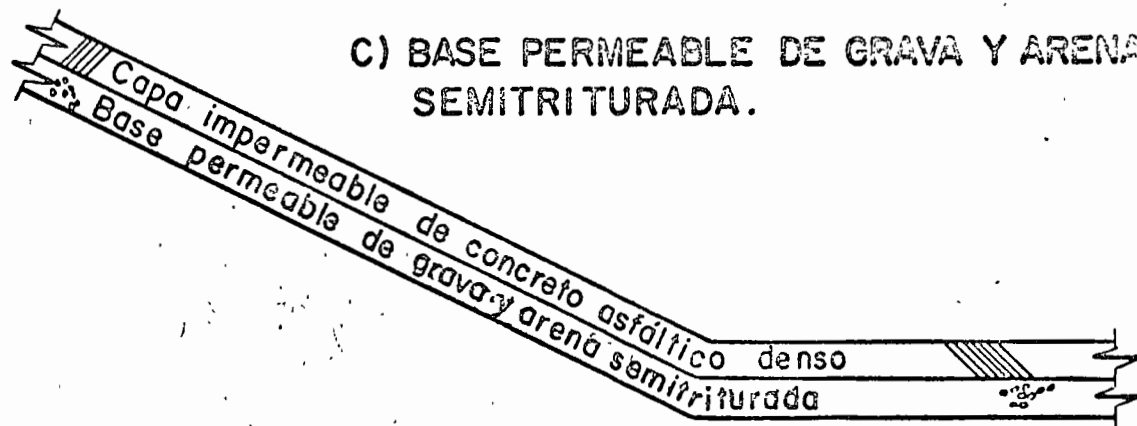 C) BASE PERMEABLE DE GRAVA Y ARENA
SEMITRITURADA.
Capa impermeable de concreto asfáltico denso
Base permeable de grava y arena semitriturada